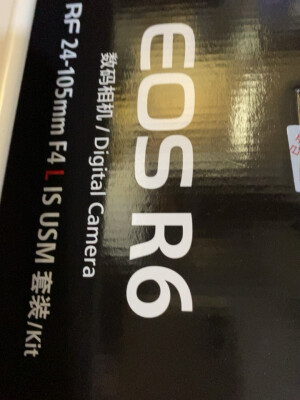 EOS R6
数码相机 / Digital Camera
RF 24-105mm F4 L IS USM 套装/Kit